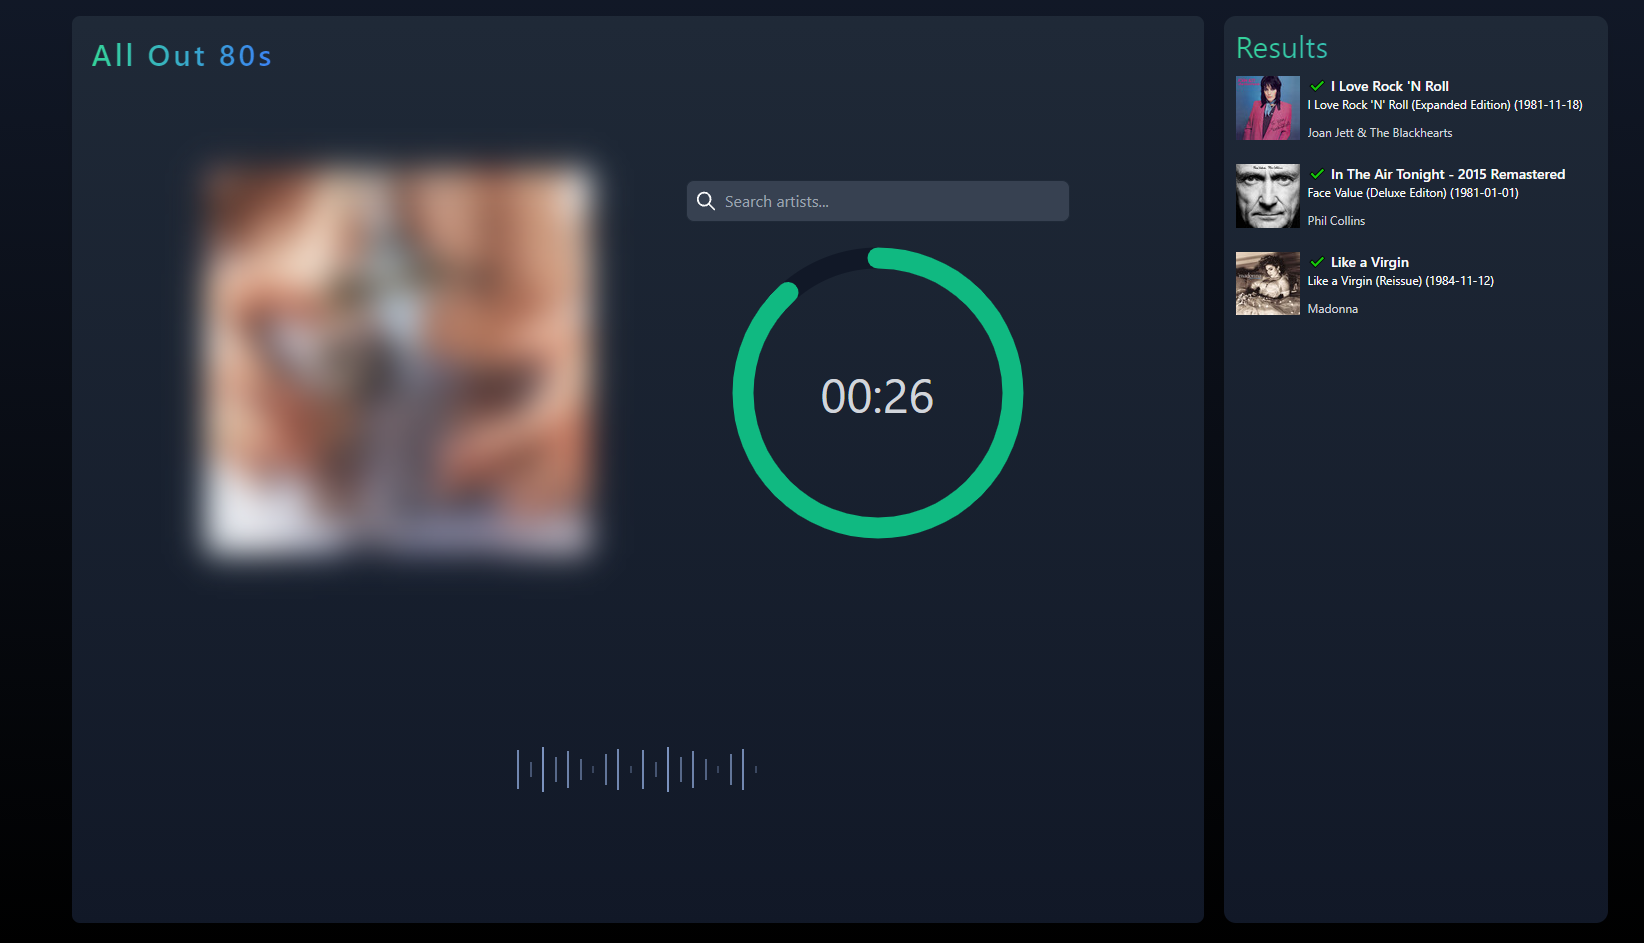 All Out 80s
Search artists...
00:26
Results
I Love Rock 'N Roll
I Love Rock 'N' Roll (Expanded Edition) (1981-11-18)
Joan Jett & The Blackhearts
In The Air Tonight - 2015 Remastered
Face Value (Deluxe Editon) (1981-01-01)
Phil Collins
Like a Virgin
Like a Virgin (Reissue) (1984-11-12)
Madonna